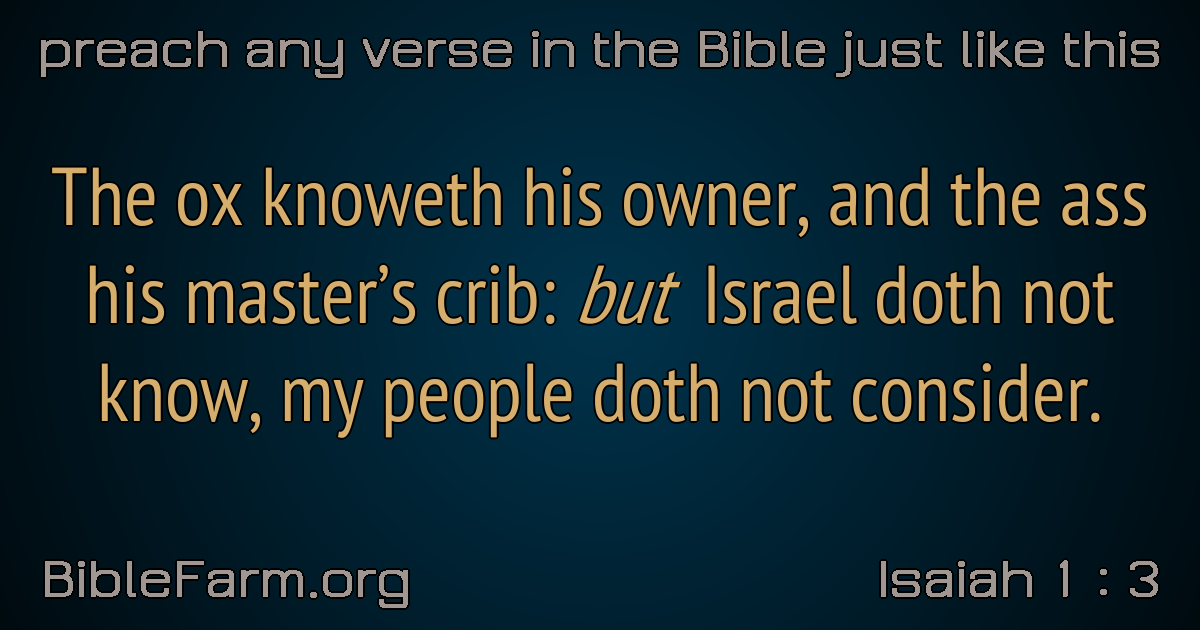 preach any verse in the Bible just like this
The ox knoweth his owner, and the ass
his master’s crib: but Israel doth not
know, my people doth not consider.
BibleFarm.org
Isaiah 1 : 3